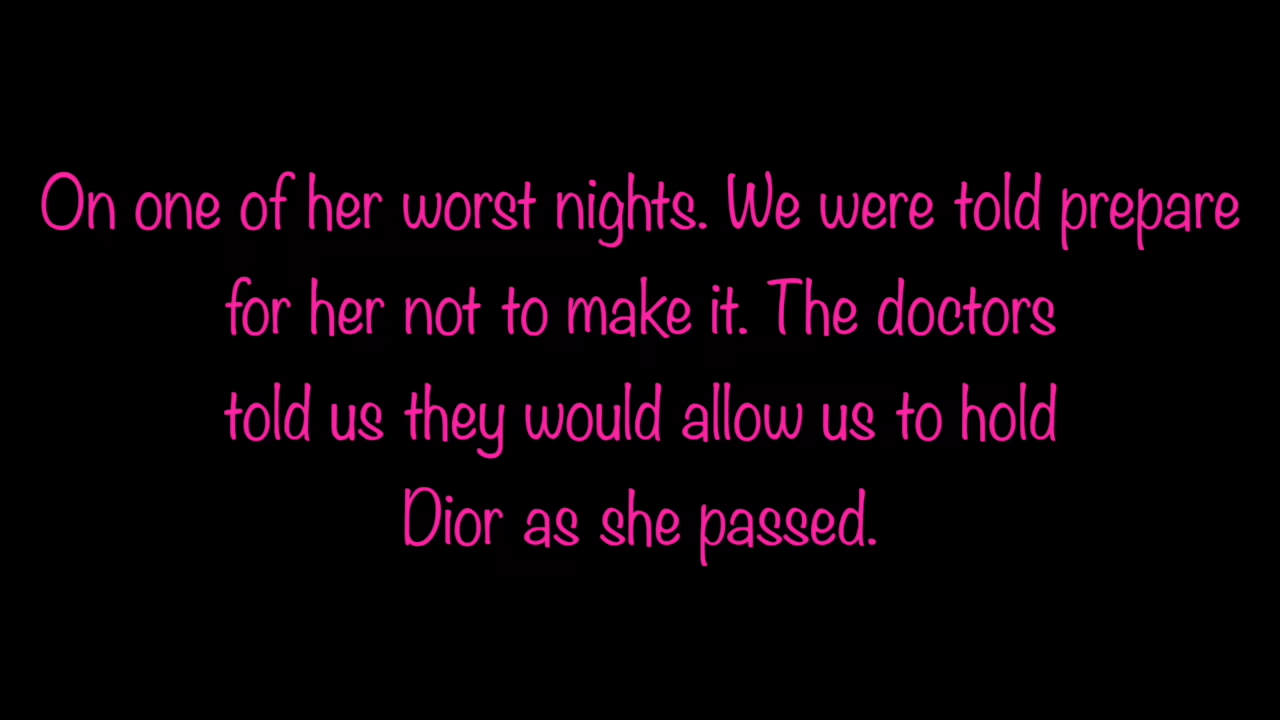 On one of her worst nights. We were told prepare
for her not to make it. The doctors
told us they would allow us to hold
Dior as she passed.